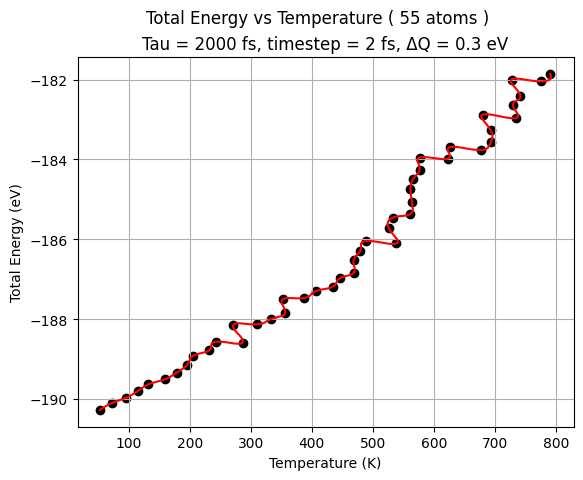 Total Energy vs Temperature ( 55 atoms )
Tau = 2000 fs, timestep = 2 fs, ΔQ = 0.3 eV
Total Energy (eV)
−182
−184
−186
−188
−190
100 200 300 400 500 600 700 800
Temperature (K)